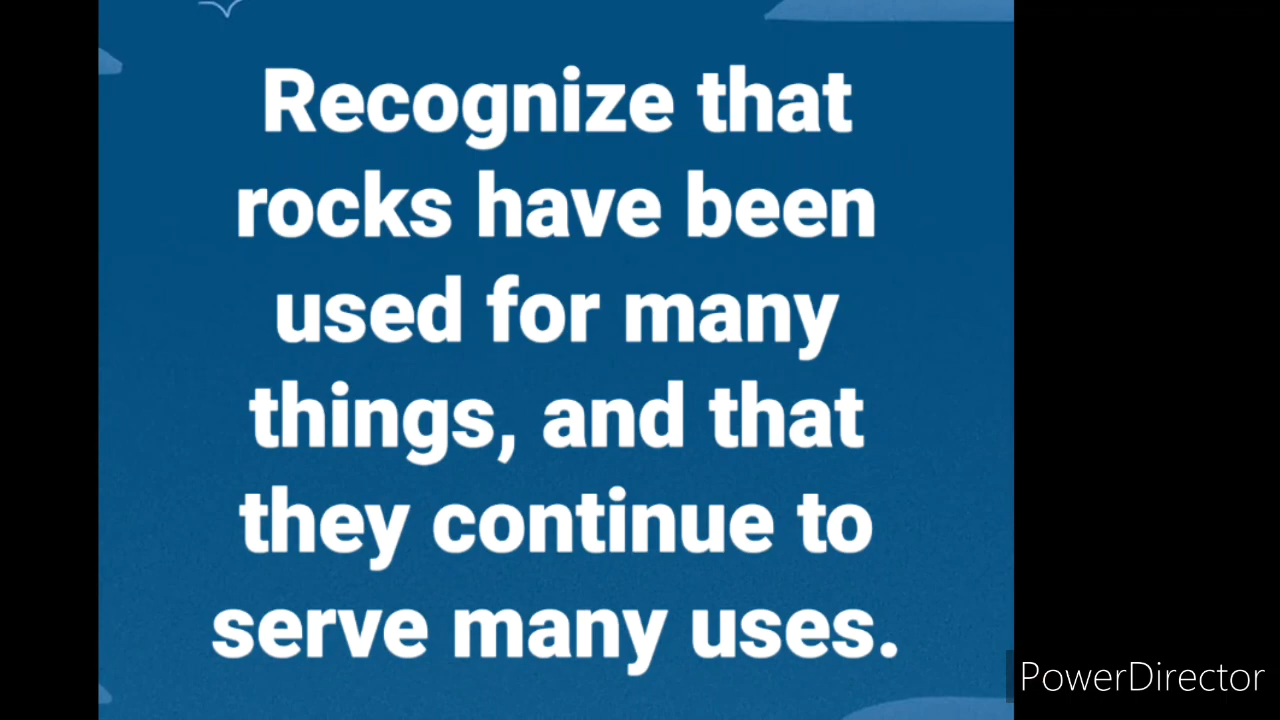 Recognize that
rocks have been
used for many
things, and that
they continue to
serve many uses.
PowerDirector